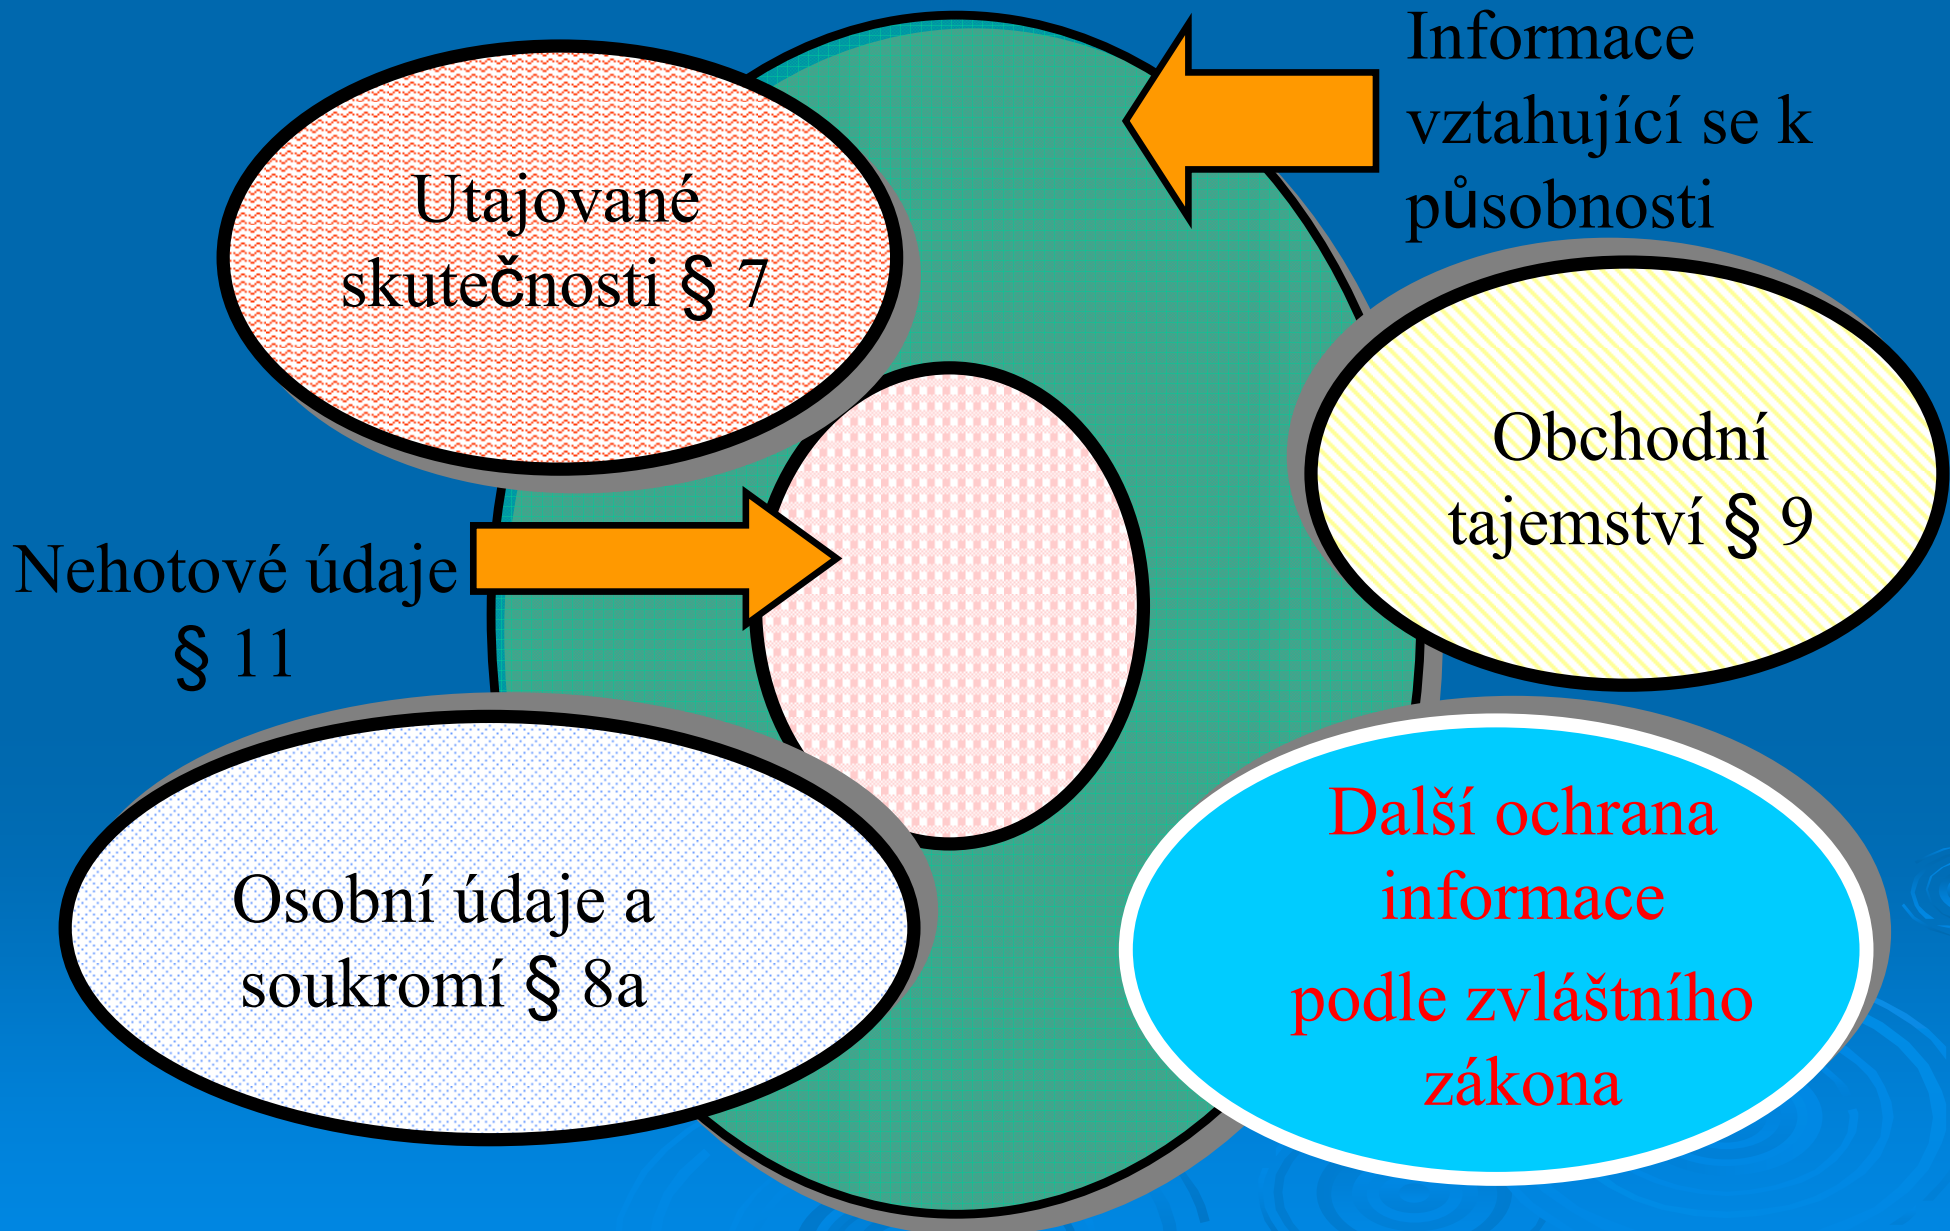 Informace
vztahující se k
působnosti
Utajované
skutečnosti § 7
Obchodní
tajemství § 9
Nehotové údaje
§ 11
Osobní údaje a
soukromí § 8a
Další ochrana
informace
podle zvláštního
zákona